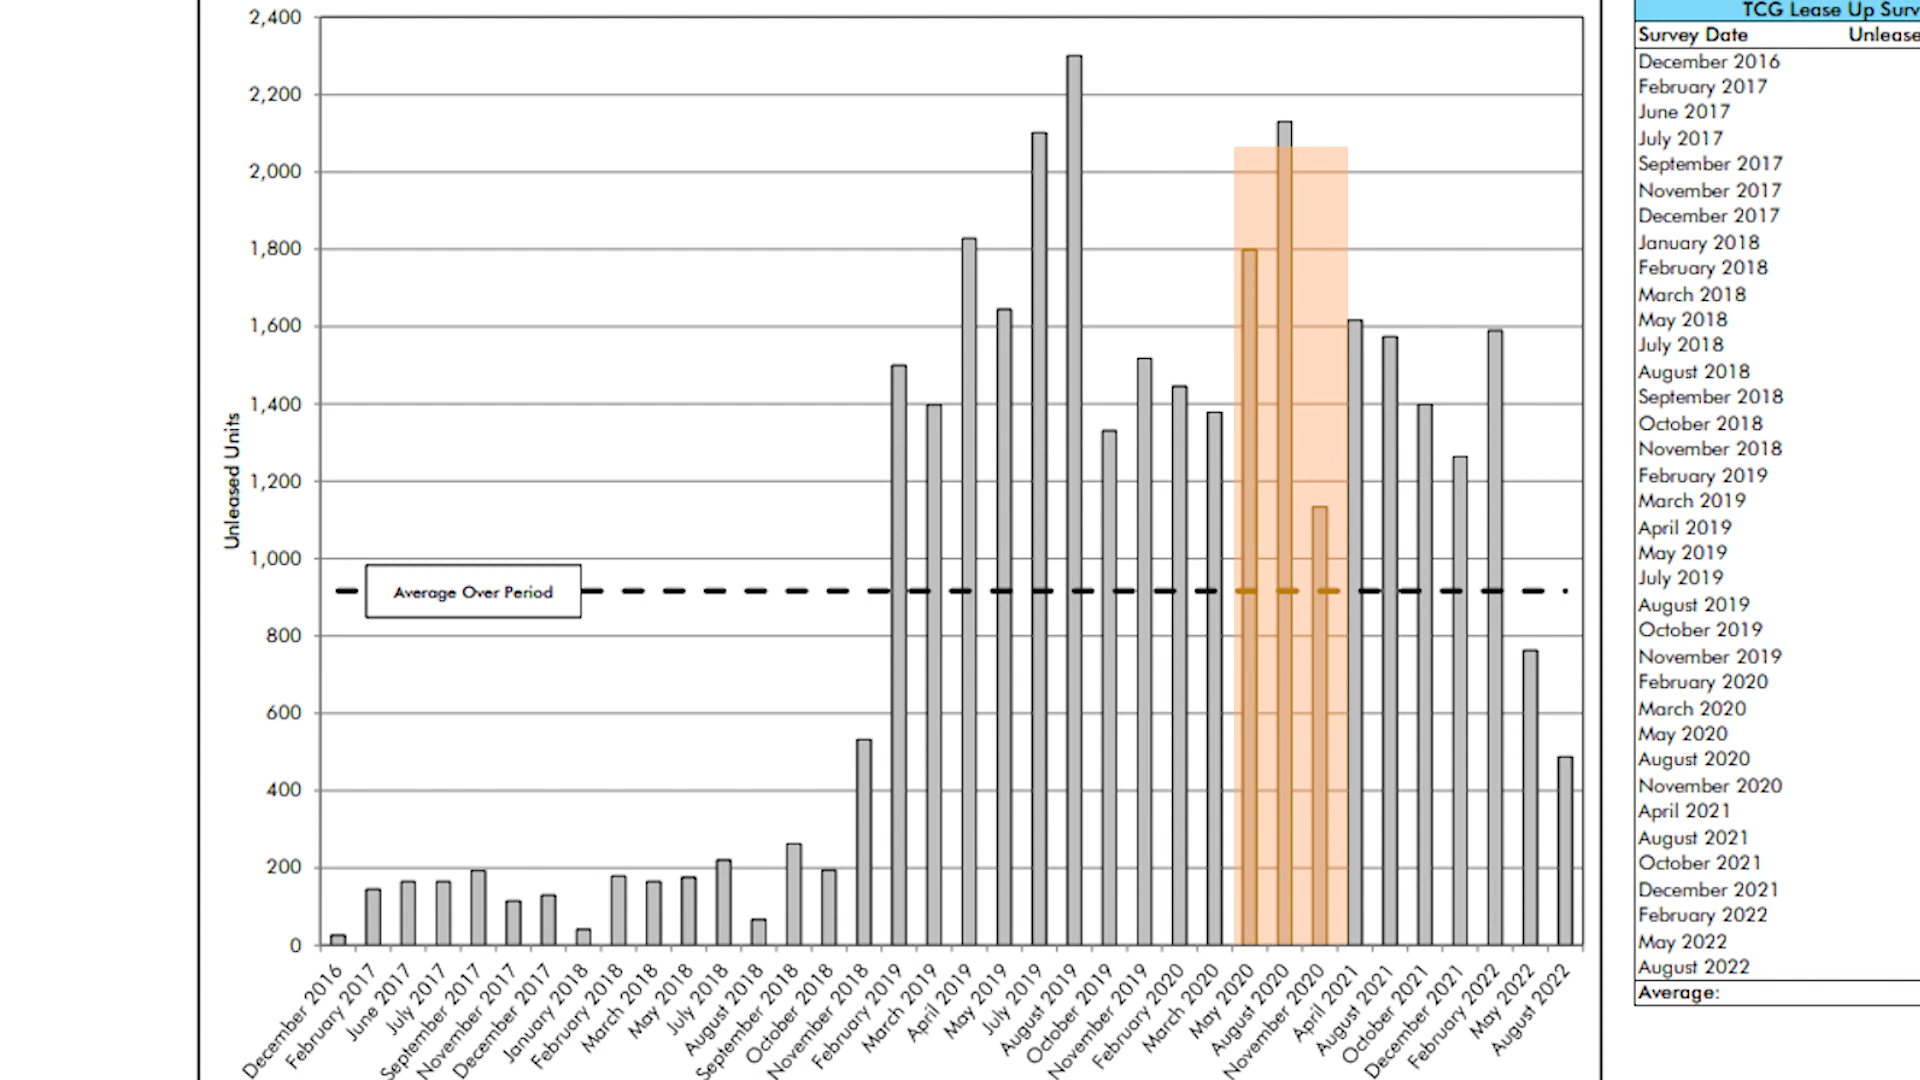 2,400
2,200
2,000
1,800
1,600
1,400
1,200
1,000
800
600
400
200
0
Unleased Units
Average Over Period
December 2016
February 2017
June 2017
July 2017
September 2017
November 2017
December 2017
January 2018
February 2018
March 2018
May 2018
July 2018
August 2018
September 2018
October 2018
November 2018
February 2019
March 2019
April 2019
May 2019
July 2019
August 2019
October 2019
November 2019
February 2020
March 2020
May 2020
August 2020
November 2020
April 2021
August 2021
October 2021
December 2021
February 2022
May 2022
August 2022
TCG Lease Up Surv
Survey Date Unlease
December 2016
February 2017
June 2017
July 2017
September 2017
November 2017
December 2017
January 2018
February 2018
March 2018
May 2018
July 2018
August 2018
September 2018
October 2018
November 2018
February 2019
March 2019
April 2019
May 2019
July 2019
August 2019
October 2019
November 2019
February 2020
March 2020
May 2020
August 2020
November 2020
April 2021
August 2021
October 2021
December 2021
February 2022
May 2022
August 2022
Average: